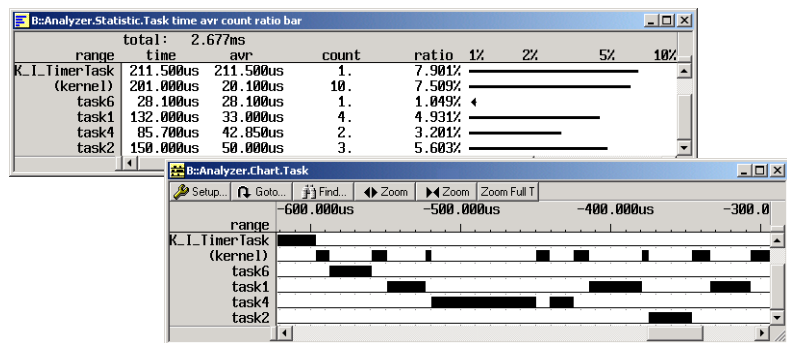 B::Analyzer.Statistic.Task time avr count ratio bar
total: 2.677ms
range time avr count ratio 1% 2% 5% 10%
K_I_TimerTask 211.500us 211.500us 1. 7.901%
(kernel) 201.000us 20.100us 10. 7.509%
task6 28.100us 28.100us 1. 1.049%
task1 132.000us 33.000us 4. 4.931%
task4 85.700us 42.850us 2. 3.201%
task2 150.000us 50.000us 3. 5.603%
B::Analyzer.Chart.Task
Setup... Goto... Find... Zoom Zoom Zoom Full T
-600.000us -500.000us -400.000us -300.0
range
K_I_TimerTask
(kernel)
task6
task1
task4
task2